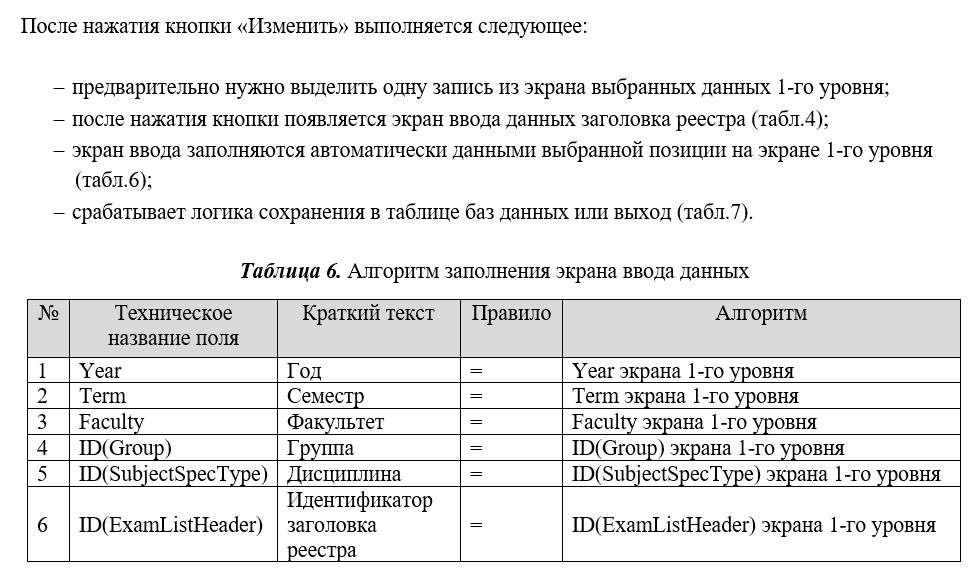 После нажатия кнопки «Изменить» выполняется следующее:
– предварительно нужно выделить одну запись из экрана выбранных данных 1-го уровня;
– после нажатия кнопки появляется экран ввода данных заголовка реестра (табл.4);
– экран ввода заполняются автоматически данными выбранной позиции на экране 1-го уровня
(табл.6);
– срабатывает логика сохранения в таблице баз данных или выход (табл.7).
Таблица 6. Алгоритм заполнения экрана ввода данных
№ Техническое название поля Краткий текст Правило Алгоритм
1 Year Год = Year экрана 1-го уровня
2 Term Семестр = Term экрана 1-го уровня
3 Faculty Факультет = Faculty экрана 1-го уровня
4 ID(Group) Группа = ID(Group) экрана 1-го уровня
5 ID(SubjectSpecType) Дисциплина = ID(SubjectSpecType) экрана 1-го уровня
6 ID(ExamListHeader) Идентификатор заголовка реестра = ID(ExamListHeader) экрана 1-го уровня